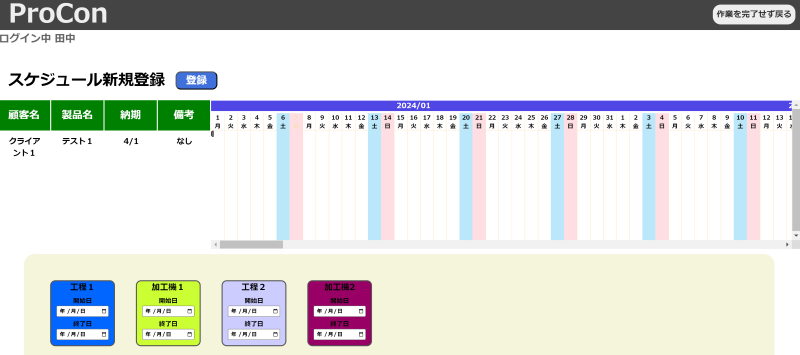 ProCon
作業を完了せず戻る
ログイン中 田中
スケジュール新規登録 登録
顧客名 製品名 納期 備考
クライアント1 テスト1 4/1 なし
2024/01
1 2 3 4 5 6 8 9 10 11 12 13 14 15 16 17 18 19 20 21 22 23 24 25 26 27 28 29 30 31 1 2 3 4 5 6 7 8 9 10 11 12 13
月 火 水 木 金 土 月 火 水 木 金 土 日 月 火 水 木 金 土 日 月 火 水 木 金 土 日 月 火 水 木 金 土 日 月 火 水 木 金 土 日 月 火
工程1 加工機1 工程2 加工機2
開始日 開始日 開始日 開始日
年/月/日 年/月/日 年/月/日 年/月/日
終了日 終了日 終了日 終了日
年/月/日 年/月/日 年/月/日 年/月/日